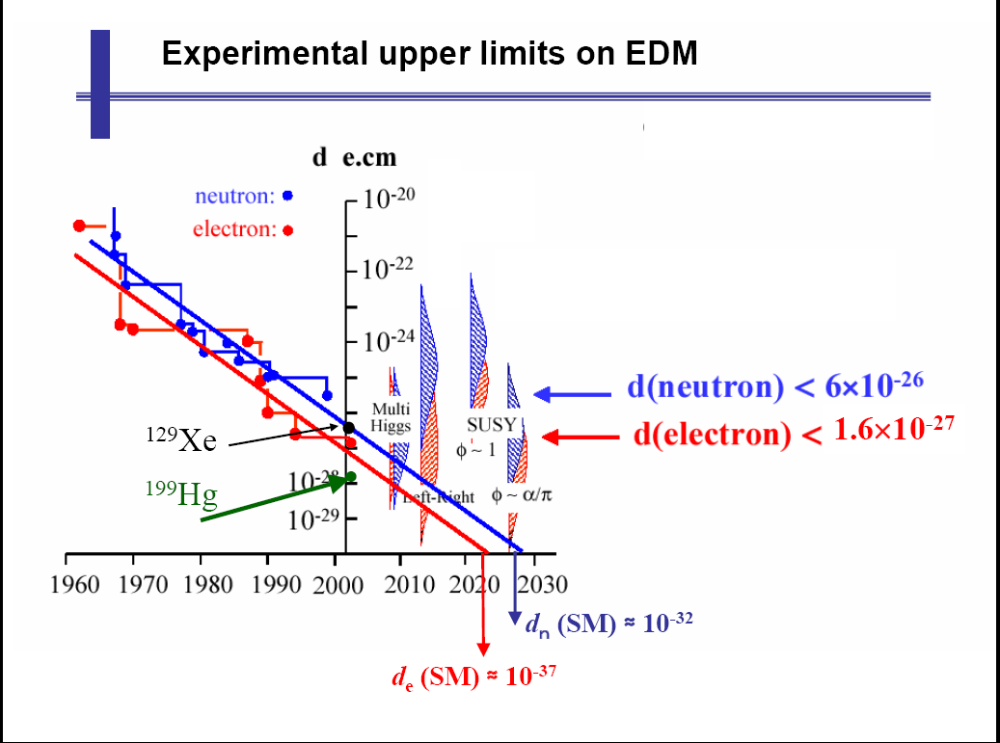 Experimental upper limits on EDM
d e.cm
neutron:
electron:
10-20
10-22
10-24
10-28
10-29
129Xe
199Hg
Multi
Higgs
SUSY
ϕ ~ 1
Left-Right
ϕ ~ α/π
d(neutron) < 6×10-26
d(electron) < 1.6×10-27
1960 1970 1980 1990 2000 2010 2020 2030
dn (SM) ≈ 10-32
de (SM) ≈ 10-37